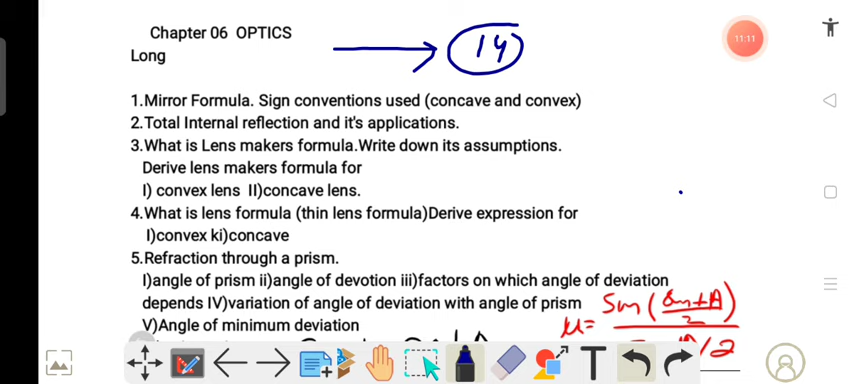 Chapter 06 OPTICS
Long
14
11:11
1.Mirror Formula. Sign conventions used (concave and convex)
2.Total Internal reflection and it's applications.
3.What is Lens makers formula.Write down its assumptions.
Derive lens makers formula for
I) convex lens II)concave lens.
4.What is lens formula (thin lens formula)Derive expression for
I)convex ki)concave
5.Refraction through a prism.
I)angle of prism ii)angle of devotion iii)factors on which angle of deviation
depends IV)variation of angle of deviation with angle of prism
V)Angle of minimum deviation
μ= Sin (δm+A)
2
/2
T